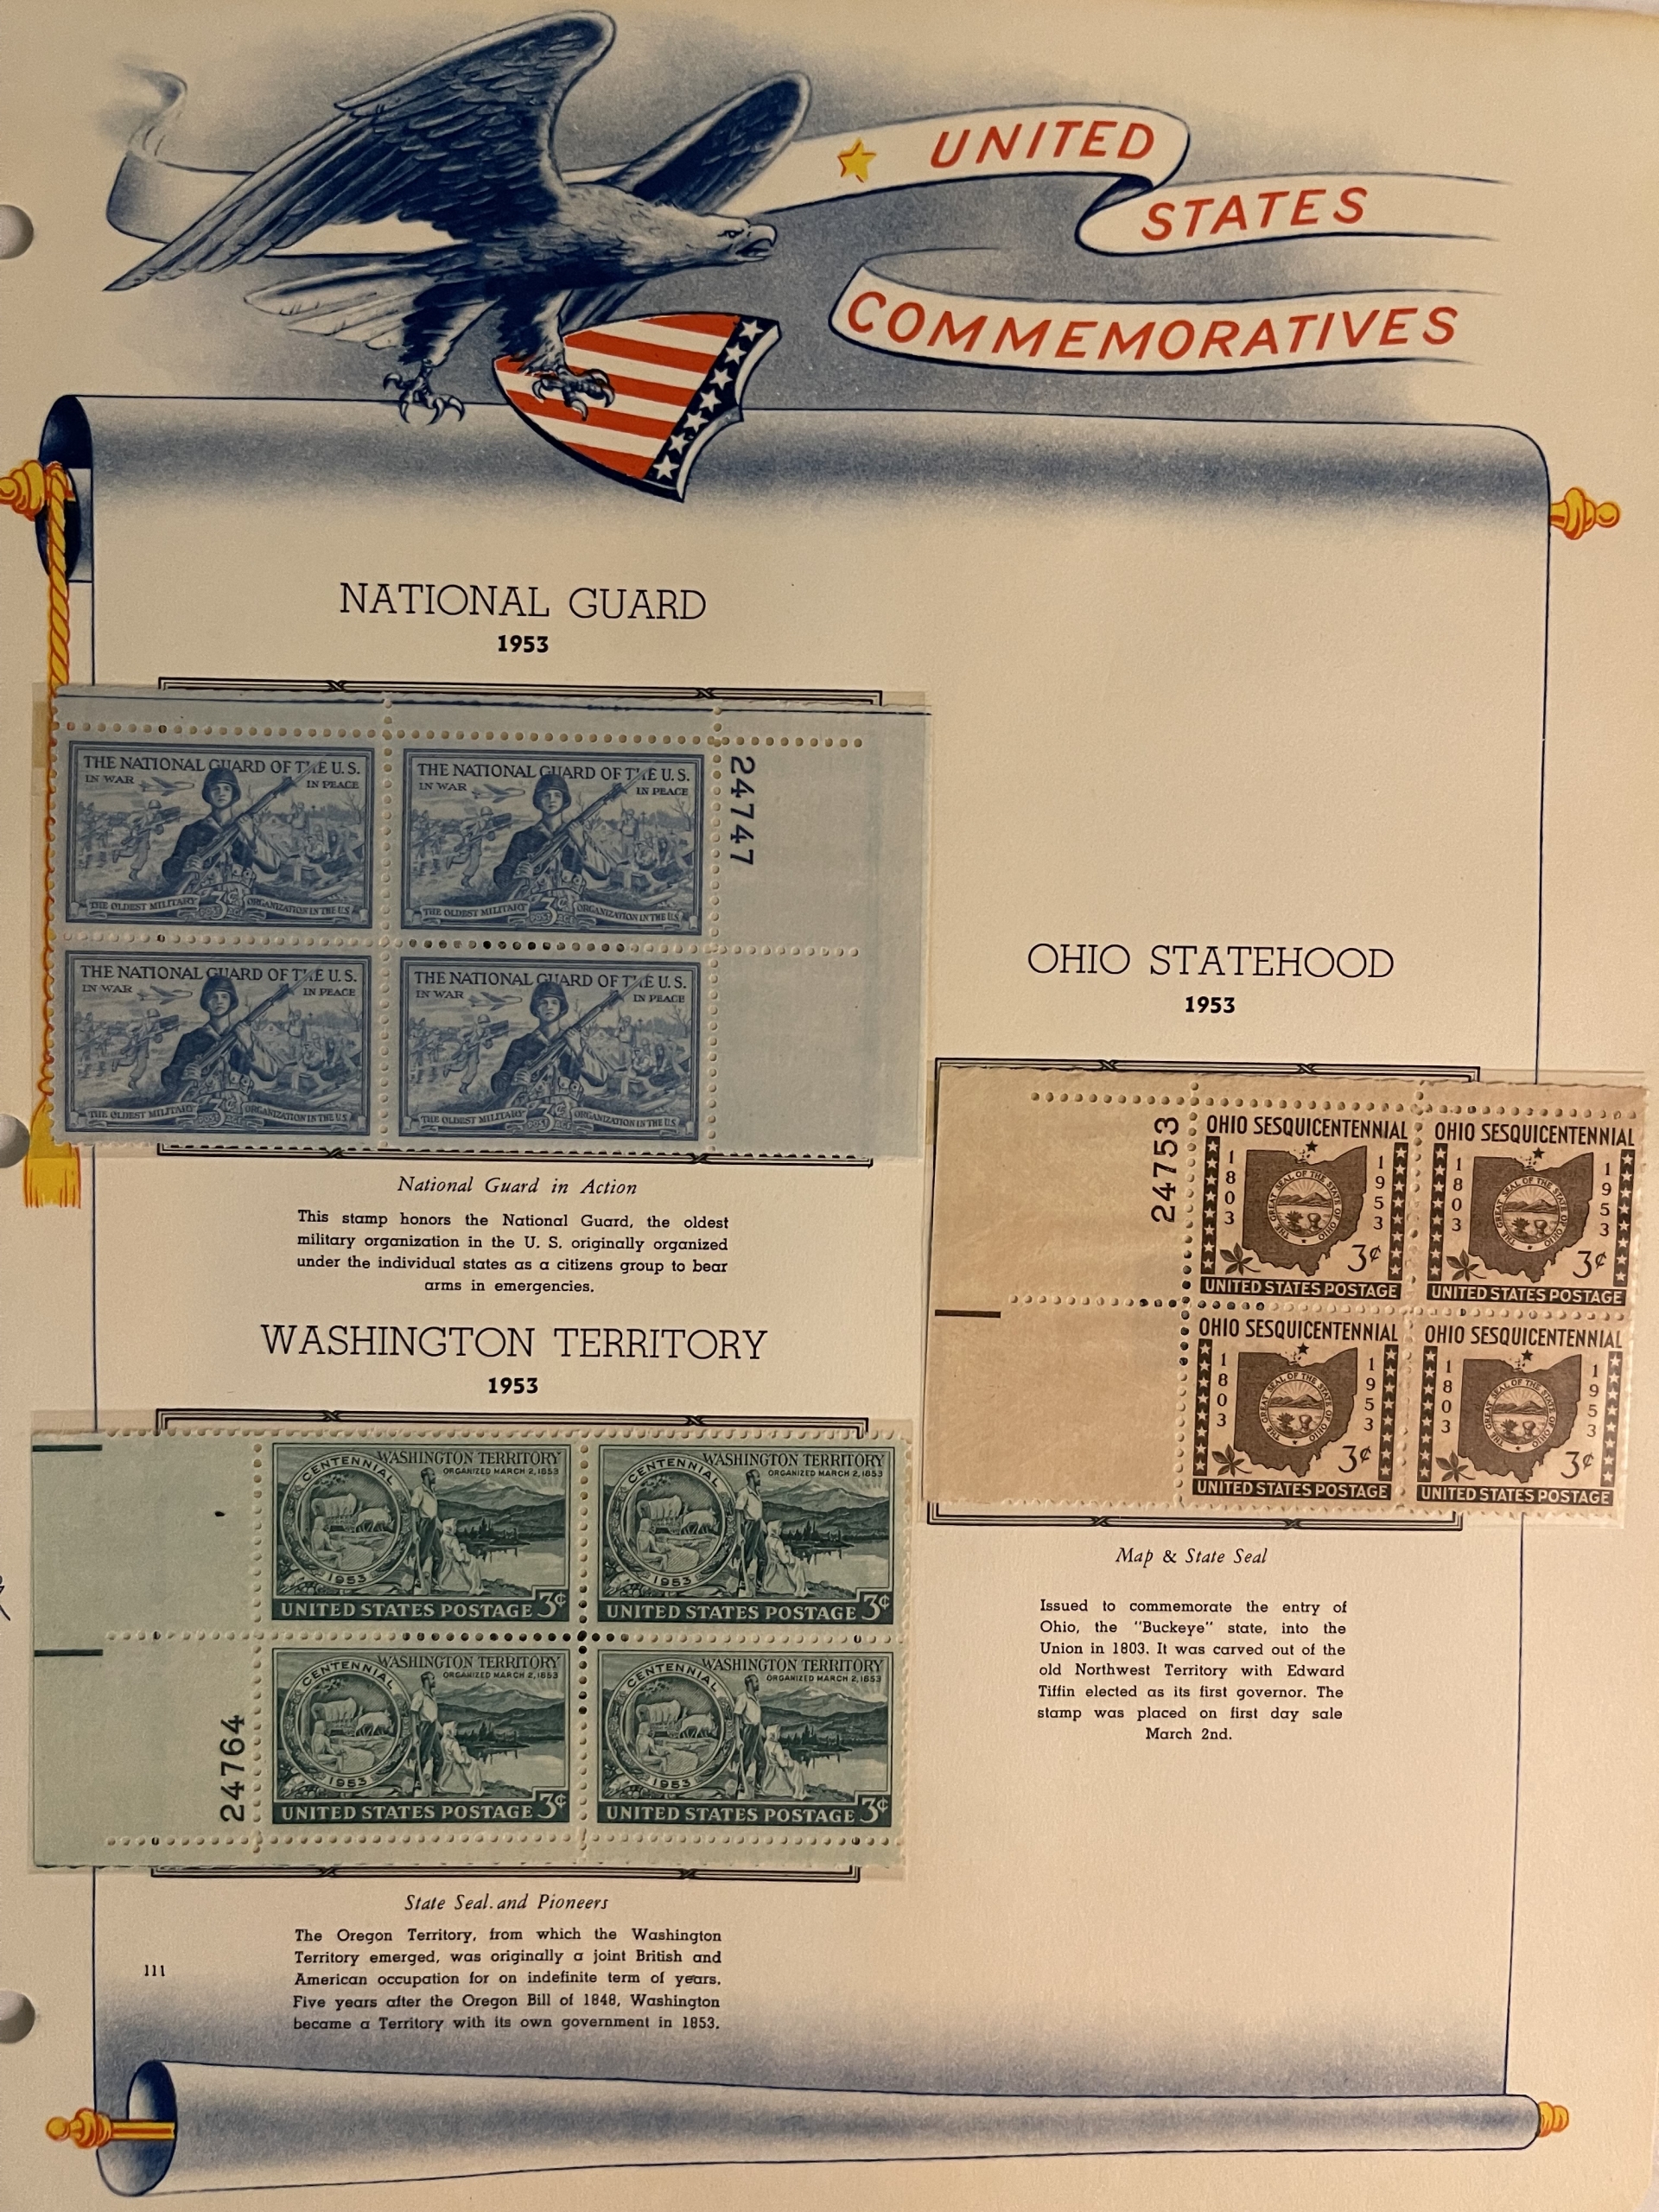 UNITED
STATES
COMMEMORATIVES
NATIONAL GUARD
1953
THE NATIONAL GUARD OF THE U.S.
IN WAR
IN PEACE
THE OLDEST MILITARY
3¢
ORGANIZATION IN THE U.S.
THE NATIONAL GUARD OF THE U.S.
IN WAR
IN PEACE
THE OLDEST MILITARY
3¢
ORGANIZATION IN THE U.S.
24747
THE NATIONAL GUARD OF THE U.S.
IN WAR
IN PEACE
THE OLDEST MILITARY
3¢
ORGANIZATION IN THE U.S.
THE NATIONAL GUARD OF THE U.S.
IN WAR
IN PEACE
THE OLDEST MILITARY
3¢
ORGANIZATION IN THE U.S.
National Guard in Action
This stamp honors the National Guard, the oldest
military organization in the U. S. originally organized
under the individual states as a citizens group to bear
arms in emergencies.
WASHINGTON TERRITORY
1953
WASHINGTON TERRITORY
ORGANIZED MARCH 2, 1853
CENTENNIAL
1953
UNITED STATES POSTAGE 3¢
WASHINGTON TERRITORY
ORGANIZED MARCH 2, 1853
CENTENNIAL
1953
UNITED STATES POSTAGE 3¢
24764
WASHINGTON TERRITORY
ORGANIZED MARCH 2, 1853
CENTENNIAL
1953
UNITED STATES POSTAGE 3¢
WASHINGTON TERRITORY
ORGANIZED MARCH 2, 1853
CENTENNIAL
1953
UNITED STATES POSTAGE 3¢
State Seal and Pioneers
The Oregon Territory, from which the Washington
Territory emerged, was originally a joint British and
American occupation for on indefinite term of years.
Five years after the Oregon Bill of 1848, Washington
became a Territory with its own government in 1853.
111
OHIO STATEHOOD
1953
24753
OHIO SESQUICENTENNIAL
1803
1953
THE GREAT SEAL OF THE STATE OF OHIO
3¢
UNITED STATES POSTAGE
OHIO SESQUICENTENNIAL
1803
1953
THE GREAT SEAL OF THE STATE OF OHIO
3¢
UNITED STATES POSTAGE
OHIO SESQUICENTENNIAL
1803
1953
THE GREAT SEAL OF THE STATE OF OHIO
3¢
UNITED STATES POSTAGE
OHIO SESQUICENTENNIAL
1803
1953
THE GREAT SEAL OF THE STATE OF OHIO
3¢
UNITED STATES POSTAGE
Map & State Seal
Issued to commemorate the entry of
Ohio, the "Buckeye" state, into the
Union in 1803. It was carved out of the
old Northwest Territory with Edward
Tiffin elected as its first governor. The
stamp was placed on first day sale
March 2nd.